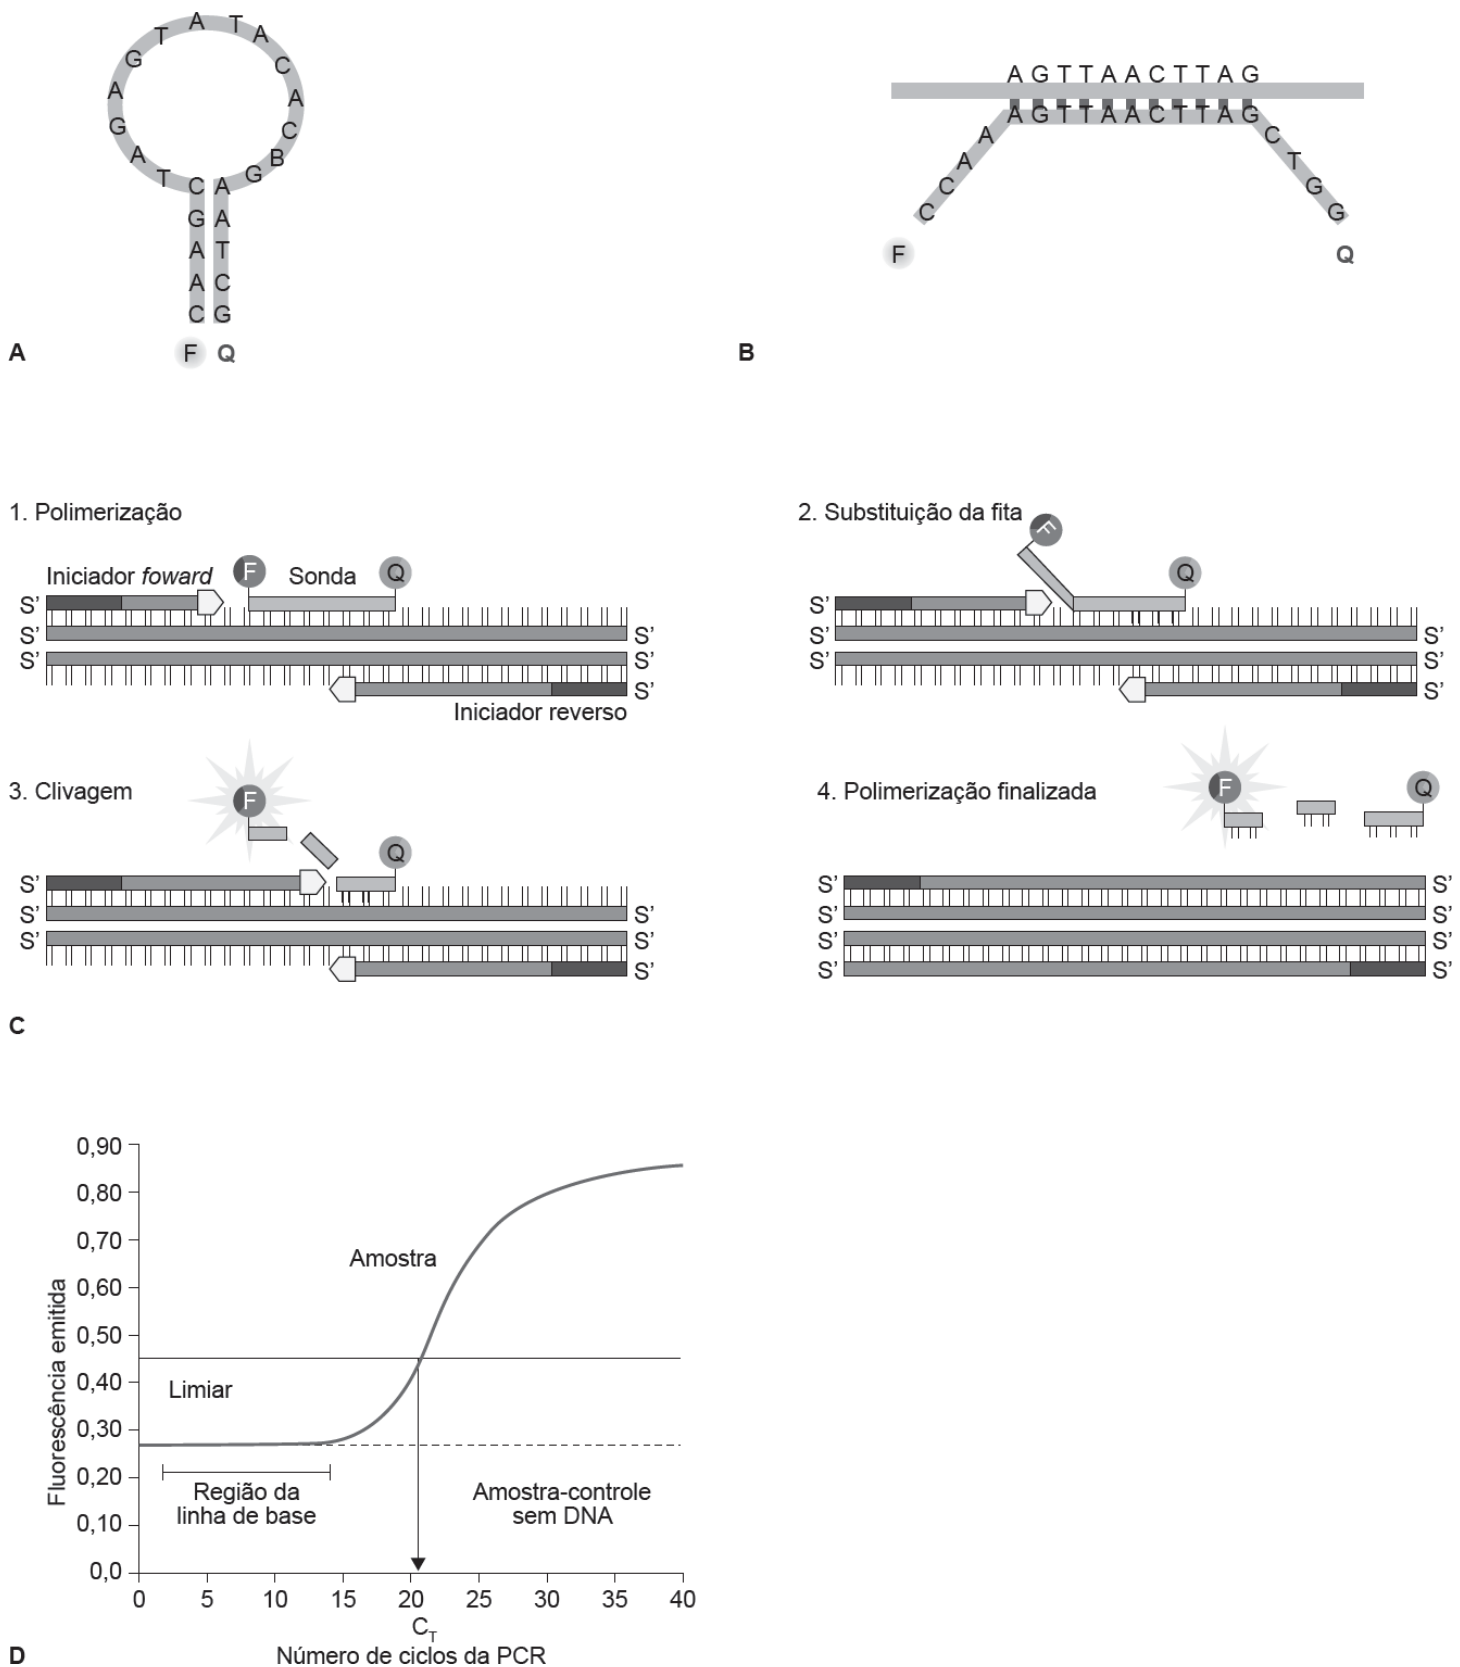 A T A
T A
G C
A A
G C
A B
T C A G
G A
A T
A C
C G
F Q
A
A G T T A A C T T A G
A G T T A A C T T A G
A C
A T
C G
C G
F Q
B
1. Polimerização
Iniciador foward F Sonda Q
S'
S' S'
S' S'
S'
Iniciador reverso
2. Substituição da fita
F
Q
S'
S' S'
S' S'
S'
3. Clivagem
F
Q
S'
S' S'
S' S'
S'
4. Polimerização finalizada
F Q
S' S'
S' S'
S' S'
S' S'
C
0,90
0,80
0,70
0,60
0,50
0,40
0,30
0,20
0,10
0,0
Fluorescência emitida
Amostra
Limiar
Região da
linha de base
Amostra-controle
sem DNA
0 5 10 15 20 25 30 35 40
CT
Número de ciclos da PCR
D